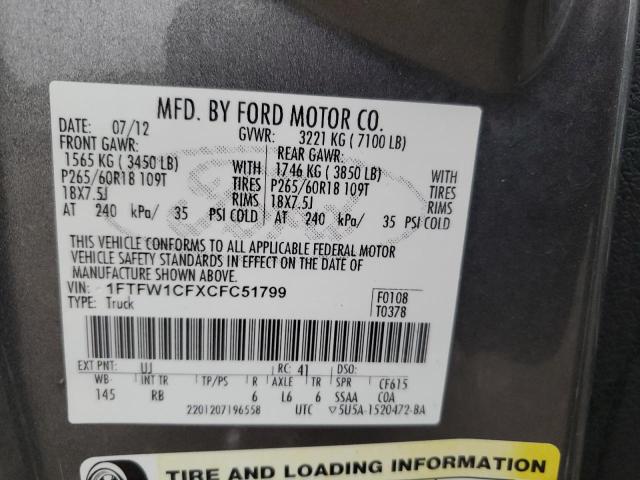 MFD. BY FORD MOTOR CO.
DATE: 07/12 GVWR: 3221 KG ( 7100 LB)
FRONT GAWR: REAR GAWR:
1565 KG ( 3450 LB) WITH 1746 KG ( 3850 LB) WITH
P265/60R18 109T TIRES P265/60R18 109T TIRES
18X7.5J RIMS 18X7.5J RIMS
AT 240 kPa/ 35 PSI COLD AT 240 kPa/ 35 PSI COLD
THIS VEHICLE CONFORMS TO ALL APPLICABLE FEDERAL MOTOR
VEHICLE SAFETY STANDARDS IN EFFECT ON THE DATE OF
MANUFACTURE SHOWN ABOVE.
VIN: 1FTFW1CFXCFC51799 F0108
TYPE: Truck T0378
EXT PNT: UJ RC: 41 DSO:
WB INT TR TP/PS R AXLE TR SPR CF615
145 RB 6 L6 6 SSAA COA
2201207196558 UTC ▽5U5A-1520472-BA
TIRE AND LOADING INFORMATION